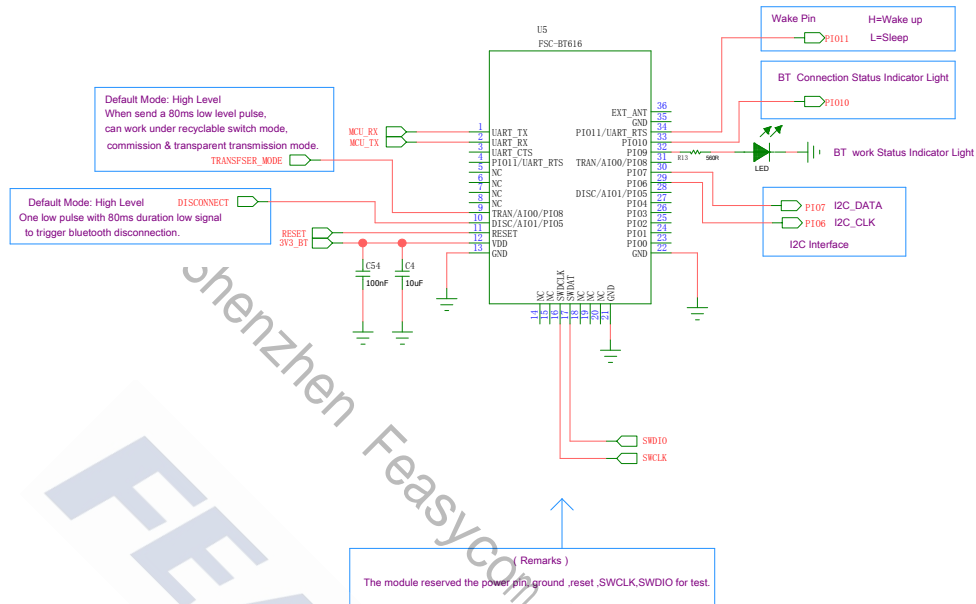 Wake Pin H=Wake up
PIO11 L=Sleep
U5
FSC-BT616
BT Connection Status Indicator Light
PIO10
Default Mode: High Level
When send a 80ms low level pulse,
can work under recyclable switch mode,
commission & transparent transmission mode.
TRANSFSER_MODE
MCU_RX
MCU_TX
Default Mode: High Level
DISCONNECT
One low pulse with 80ms duration low signal
to trigger bluetooth disconnection.
RESET
3V3_BT
C54
100nF
C4
10uF
1 UART_TX
2 UART_RX
3 UART_CTS
4 PIO11/UART_RTS
5 NC
6 NC
7 NC
8 NC
9 TRAN/AIO0/PIO8
10 DISC/AIO1/PIO5
11 RESET
12 VDD
13 GND
EXT_ANT 36
GND 35
PIO11/UART_RTS 34
PIO10 33
PIO9 32
TRAN/AIO0/PIO8 31
PIO7 30
PIO6 29
DISC/AIO1/PIO5 28
PIO4 27
PIO3 26
PIO2 25
PIO1 24
PIO0 23
GND 22
14 NC
15 NC
16 SWDCLK
17 SWDAT
18 NC
19 NC
20 NC
21 GND
R13 560R
LED
BT work Status Indicator Light
PIO7 I2C_DATA
PIO6 I2C_CLK
I2C Interface
SWDIO
SWCLK
( Remarks )
The module reserved the power pin, ground ,reset ,SWCLK,SWDIO for test.
Shenzhen Feasycom
FEA